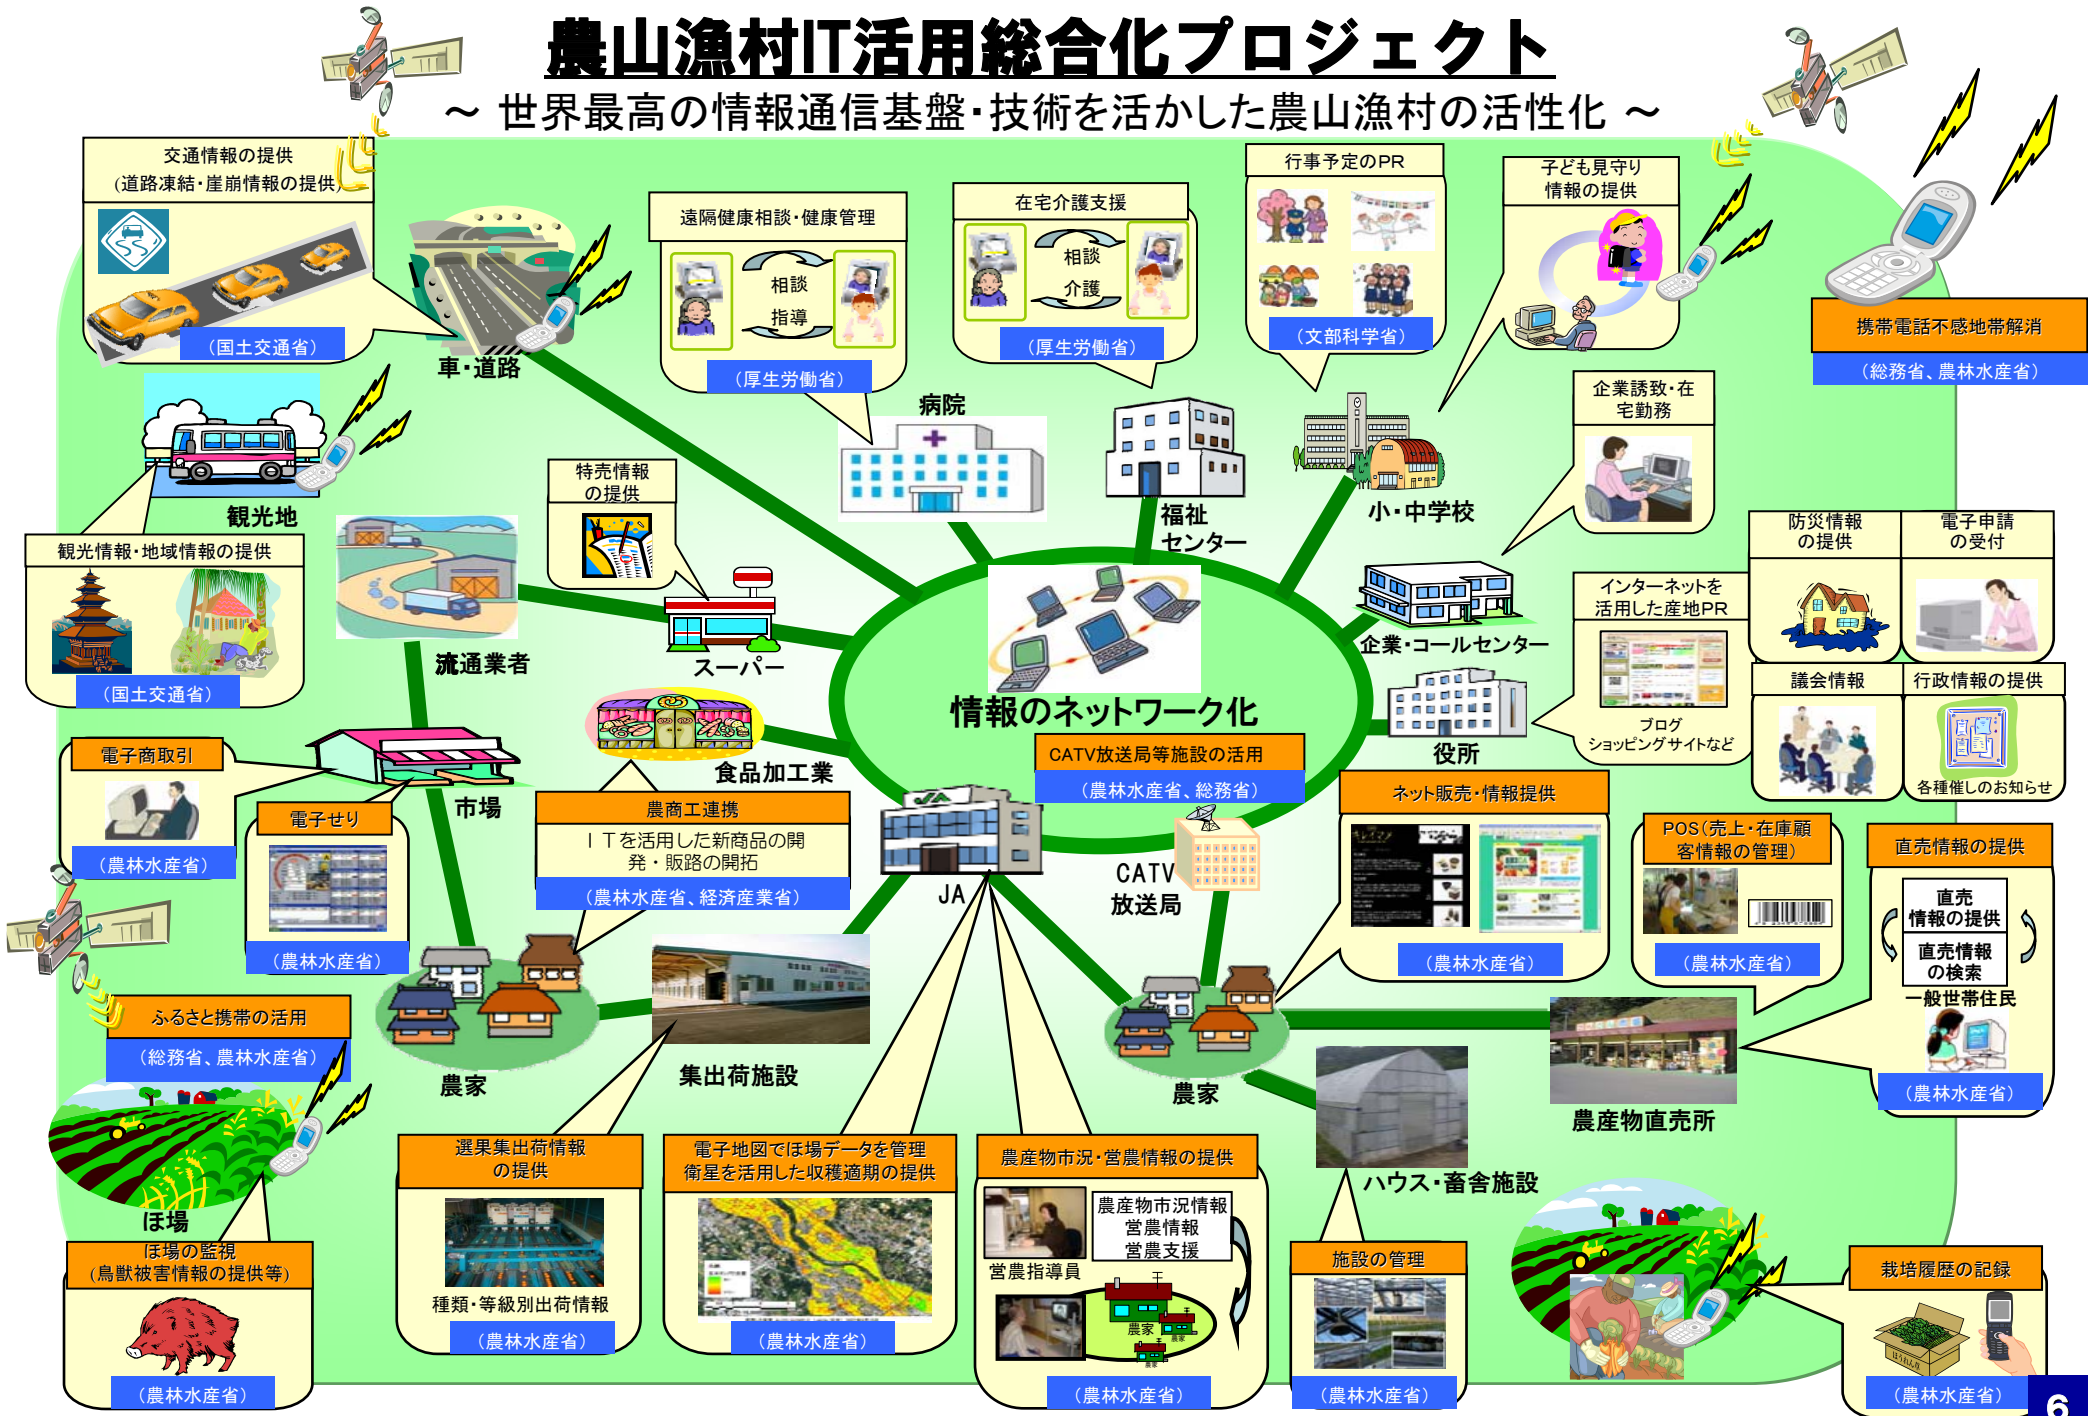 農山漁村IT活用総合化プロジェクト
～ 世界最高の情報通信基盤・技術を活かした農山漁村の活性化 ～
交通情報の提供
(道路凍結・崖崩情報の提供)
(国土交通省)
車・道路
遠隔健康相談・健康管理
相談
指導
(厚生労働省)
病院
在宅介護支援
相談
介護
(厚生労働省)
福祉
センター
行事予定のPR
(文部科学省)
小・中学校
子ども見守り
情報の提供
携帯電話不感地帯解消
(総務省、農林水産省)
企業誘致・在
宅勤務
企業・コールセンター
観光地
観光情報・地域情報の提供
(国土交通省)
特売情報
の提供
スーパー
流通業者
防災情報
の提供
電子申請
の受付
議会情報
行政情報の提供
各種催しのお知らせ
インターネットを
活用した産地PR
ブログ
ショッピングサイトなど
役所
情報のネットワーク化
CATV放送局等施設の活用
(農林水産省、総務省)
食品加工業
電子商取引
(農林水産省)
市場
電子せり
(農林水産省)
農商工連携
ＩＴを活用した新商品の開
発・販路の開拓
(農林水産省、経済産業省)
JA
JA
CATV
放送局
ネット販売・情報提供
(農林水産省)
POS(売上・在庫顧
客情報の管理)
(農林水産省)
直売情報の提供
直売
情報の提供
直売情報
の検索
一般世帯住民
(農林水産省)
ふるさと携帯の活用
(総務省、農林水産省)
農家
集出荷施設
農家
農産物直売所
ハウス・畜舎施設
ほ場
ほ場の監視
(鳥獣被害情報の提供等)
(農林水産省)
選果集出荷情報
の提供
種類・等級別出荷情報
(農林水産省)
電子地図でほ場データを管理
衛星を活用した収穫適期の提供
(農林水産省)
農産物市況・営農情報の提供
農産物市況情報
営農情報
営農支援
営農指導員
農家
農家
農家
(農林水産省)
施設の管理
(農林水産省)
栽培履歴の記録
ほうれん草
(農林水産省)
6